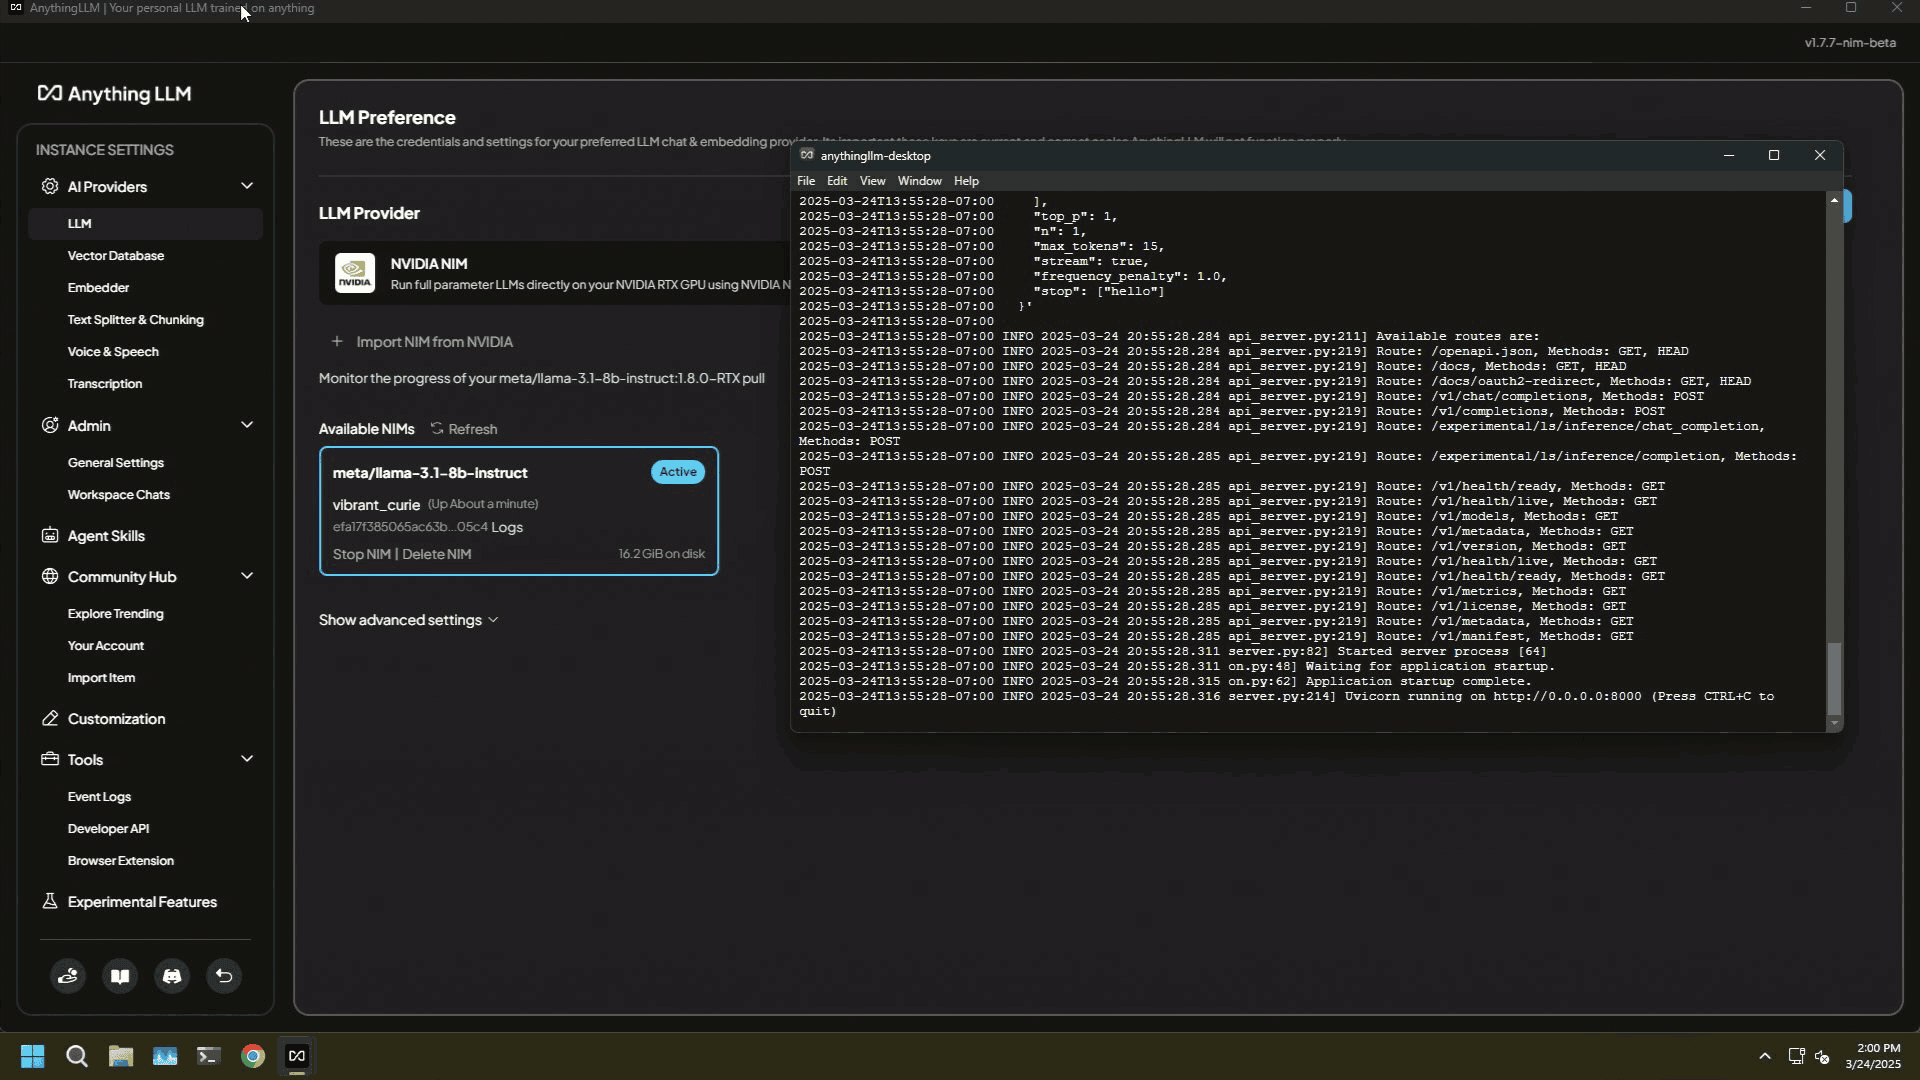 AnythingLLM | Your personal LLM trained on anything
v1.7.7-nim-beta
Anything LLM
INSTANCE SETTINGS
AI Providers
LLM
Vector Database
Embedder
Text Splitter & Chunking
Voice & Speech
Transcription
Admin
General Settings
Workspace Chats
Agent Skills
Community Hub
Explore Trending
Your Account
Import Item
Customization
Tools
Event Logs
Developer API
Browser Extension
Experimental Features
LLM Preference
These are the credentials and settings for your preferred LLM chat & embedding
LLM Provider
NVIDIA
NVIDIA NIM
Run full parameter LLMs directly on your NVIDIA RTX GPU using NVIDIA N
Import NIM from NVIDIA
Monitor the progress of your meta/llama-3.1-8b-instruct:1.8.0-RTX pull
Available NIMs Refresh
meta/llama-3.1-8b-instruct Active
vibrant_curie (Up About a minute)
efa17f385065ac63b...05c4 Logs
Stop NIM | Delete NIM 16.2 GiB on disk
Show advanced settings
anythingllm-desktop
File Edit View Window Help
2025-03-24T13:55:28-07:00 ],
2025-03-24T13:55:28-07:00 "top_p": 1,
2025-03-24T13:55:28-07:00 "n": 1,
2025-03-24T13:55:28-07:00 "max_tokens": 15,
2025-03-24T13:55:28-07:00 "stream": true,
2025-03-24T13:55:28-07:00 "frequency_penalty": 1.0,
2025-03-24T13:55:28-07:00 "stop": ["hello"]
2025-03-24T13:55:28-07:00 }'
2025-03-24T13:55:28-07:00
2025-03-24T13:55:28-07:00 INFO 2025-03-24 20:55:28.284 api_server.py:211] Available routes are:
2025-03-24T13:55:28-07:00 INFO 2025-03-24 20:55:28.284 api_server.py:219] Route: /openapi.json, Methods: GET, HEAD
2025-03-24T13:55:28-07:00 INFO 2025-03-24 20:55:28.284 api_server.py:219] Route: /docs, Methods: GET, HEAD
2025-03-24T13:55:28-07:00 INFO 2025-03-24 20:55:28.284 api_server.py:219] Route: /docs/oauth2-redirect, Methods: GET, HEAD
2025-03-24T13:55:28-07:00 INFO 2025-03-24 20:55:28.284 api_server.py:219] Route: /v1/chat/completions, Methods: POST
2025-03-24T13:55:28-07:00 INFO 2025-03-24 20:55:28.284 api_server.py:219] Route: /v1/completions, Methods: POST
2025-03-24T13:55:28-07:00 INFO 2025-03-24 20:55:28.284 api_server.py:219] Route: /experimental/ls/inference/chat_completion,
Methods: POST
2025-03-24T13:55:28-07:00 INFO 2025-03-24 20:55:28.285 api_server.py:219] Route: /experimental/ls/inference/completion, Methods:
POST
2025-03-24T13:55:28-07:00 INFO 2025-03-24 20:55:28.285 api_server.py:219] Route: /v1/health/ready, Methods: GET
2025-03-24T13:55:28-07:00 INFO 2025-03-24 20:55:28.285 api_server.py:219] Route: /v1/health/live, Methods: GET
2025-03-24T13:55:28-07:00 INFO 2025-03-24 20:55:28.285 api_server.py:219] Route: /v1/models, Methods: GET
2025-03-24T13:55:28-07:00 INFO 2025-03-24 20:55:28.285 api_server.py:219] Route: /v1/metadata, Methods: GET
2025-03-24T13:55:28-07:00 INFO 2025-03-24 20:55:28.285 api_server.py:219] Route: /v1/version, Methods: GET
2025-03-24T13:55:28-07:00 INFO 2025-03-24 20:55:28.285 api_server.py:219] Route: /v1/health/live, Methods: GET
2025-03-24T13:55:28-07:00 INFO 2025-03-24 20:55:28.285 api_server.py:219] Route: /v1/health/ready, Methods: GET
2025-03-24T13:55:28-07:00 INFO 2025-03-24 20:55:28.285 api_server.py:219] Route: /v1/metrics, Methods: GET
2025-03-24T13:55:28-07:00 INFO 2025-03-24 20:55:28.285 api_server.py:219] Route: /v1/license, Methods: GET
2025-03-24T13:55:28-07:00 INFO 2025-03-24 20:55:28.285 api_server.py:219] Route: /v1/metadata, Methods: GET
2025-03-24T13:55:28-07:00 INFO 2025-03-24 20:55:28.285 api_server.py:219] Route: /v1/manifest, Methods: GET
2025-03-24T13:55:28-07:00 INFO 2025-03-24 20:55:28.311 server.py:82] Started server process [64]
2025-03-24T13:55:28-07:00 INFO 2025-03-24 20:55:28.311 on.py:48] Waiting for application startup.
2025-03-24T13:55:28-07:00 INFO 2025-03-24 20:55:28.315 on.py:62] Application startup complete.
2025-03-24T13:55:28-07:00 INFO 2025-03-24 20:55:28.316 server.py:214] Uvicorn running on http://0.0.0.0:8000 (Press CTRL+C to
quit)
2:00 PM
3/24/2025